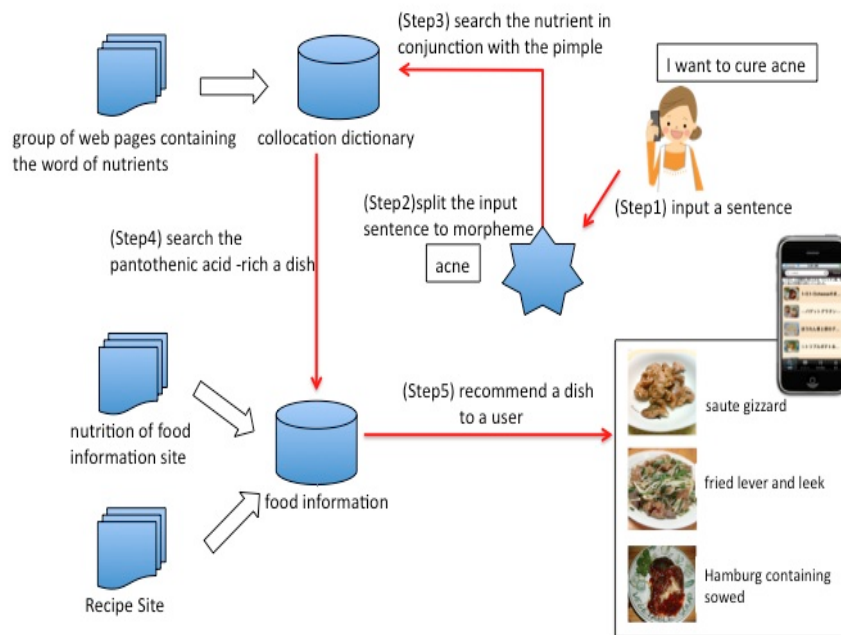 (Step3) search the nutrient in
conjunction with the pimple
I want to cure acne
group of web pages containing
the word of nutrients
collocation dictionary
(Step2)split the input
sentence to morpheme
acne
(Step1) input a sentence
(Step4) search the
pantothenic acid -rich a dish
nutrition of food
information site
food information
(Step5) recommend a dish
to a user
saute gizzard
fried lever and leek
Hamburg containing
sowed
Recipe Site